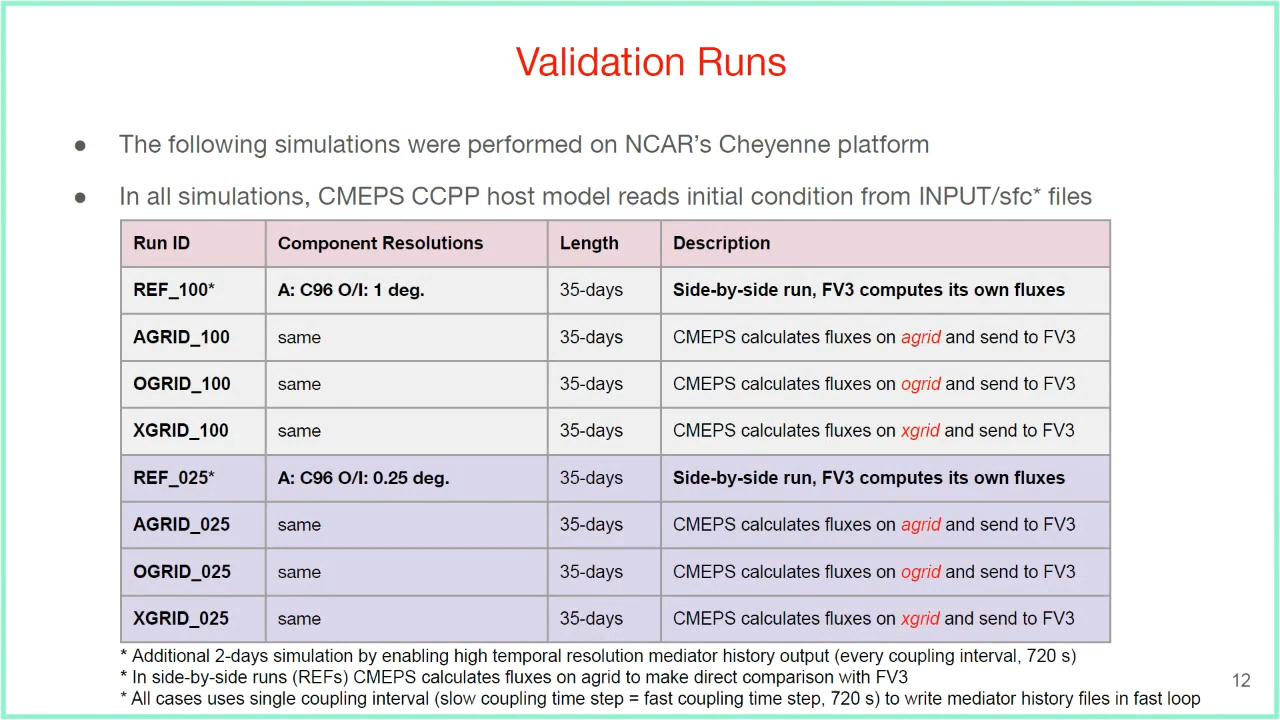 Validation Runs
● The following simulations were performed on NCAR's Cheyenne platform
● In all simulations, CMEPS CCPP host model reads initial condition from INPUT/sfc* files
Run ID Component Resolutions Length Description
REF_100* A: C96 O/I: 1 deg. 35-days Side-by-side run, FV3 computes its own fluxes
AGRID_100 same 35-days CMEPS calculates fluxes on agrid and send to FV3
OGRID_100 same 35-days CMEPS calculates fluxes on ogrid and send to FV3
XGRID_100 same 35-days CMEPS calculates fluxes on xgrid and send to FV3
REF_025* A: C96 O/I: 0.25 deg. 35-days Side-by-side run, FV3 computes its own fluxes
AGRID_025 same 35-days CMEPS calculates fluxes on agrid and send to FV3
OGRID_025 same 35-days CMEPS calculates fluxes on ogrid and send to FV3
XGRID_025 same 35-days CMEPS calculates fluxes on xgrid and send to FV3
* Additional 2-days simulation by enabling high temporal resolution mediator history output (every coupling interval, 720 s)
* In side-by-side runs (REFs) CMEPS calculates fluxes on agrid to make direct comparison with FV3
* All cases uses single coupling interval (slow coupling time step = fast coupling time step, 720 s) to write mediator history files in fast loop
12